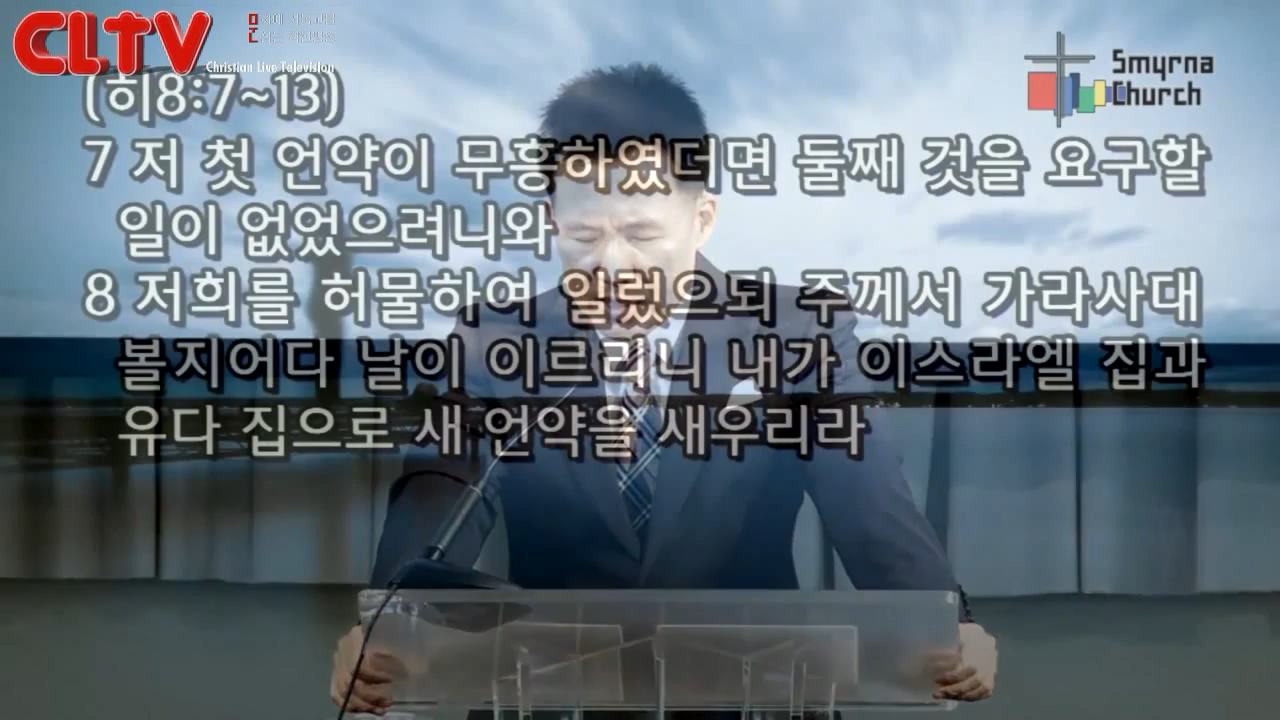 CLTV
Christian Live Television
Smyrna
Church
(히8:7~13)
7 저 첫 언약이 무흥하였더면 둘째 것을 요구할
일이 없었으려니와
8 저희를 허물하여 일렀으되 주께서 가라사대
볼지어다 날이 이르리니 내가 이스라엘 집과
유다 집으로 새 언약을 새우리라